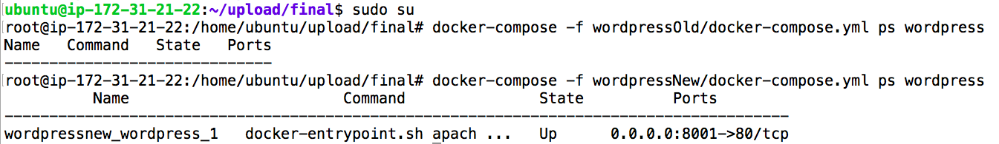 ubuntu@ip-172-31-21-22:~/upload/final$ sudo su
[root@ip-172-31-21-22:/home/ubuntu/upload/final# docker-compose -f wordpressOld/docker-compose.yml ps wordpress
Name   Command   State   Ports
------------------------------
[root@ip-172-31-21-22:/home/ubuntu/upload/final# docker-compose -f wordpressNew/docker-compose.yml ps wordpress
          Name                        Command               State          Ports
----------------------------------------------------------------------------------------
wordpressnew_wordpress_1   docker-entrypoint.sh apach ...   Up      0.0.0.0:8001->80/tcp